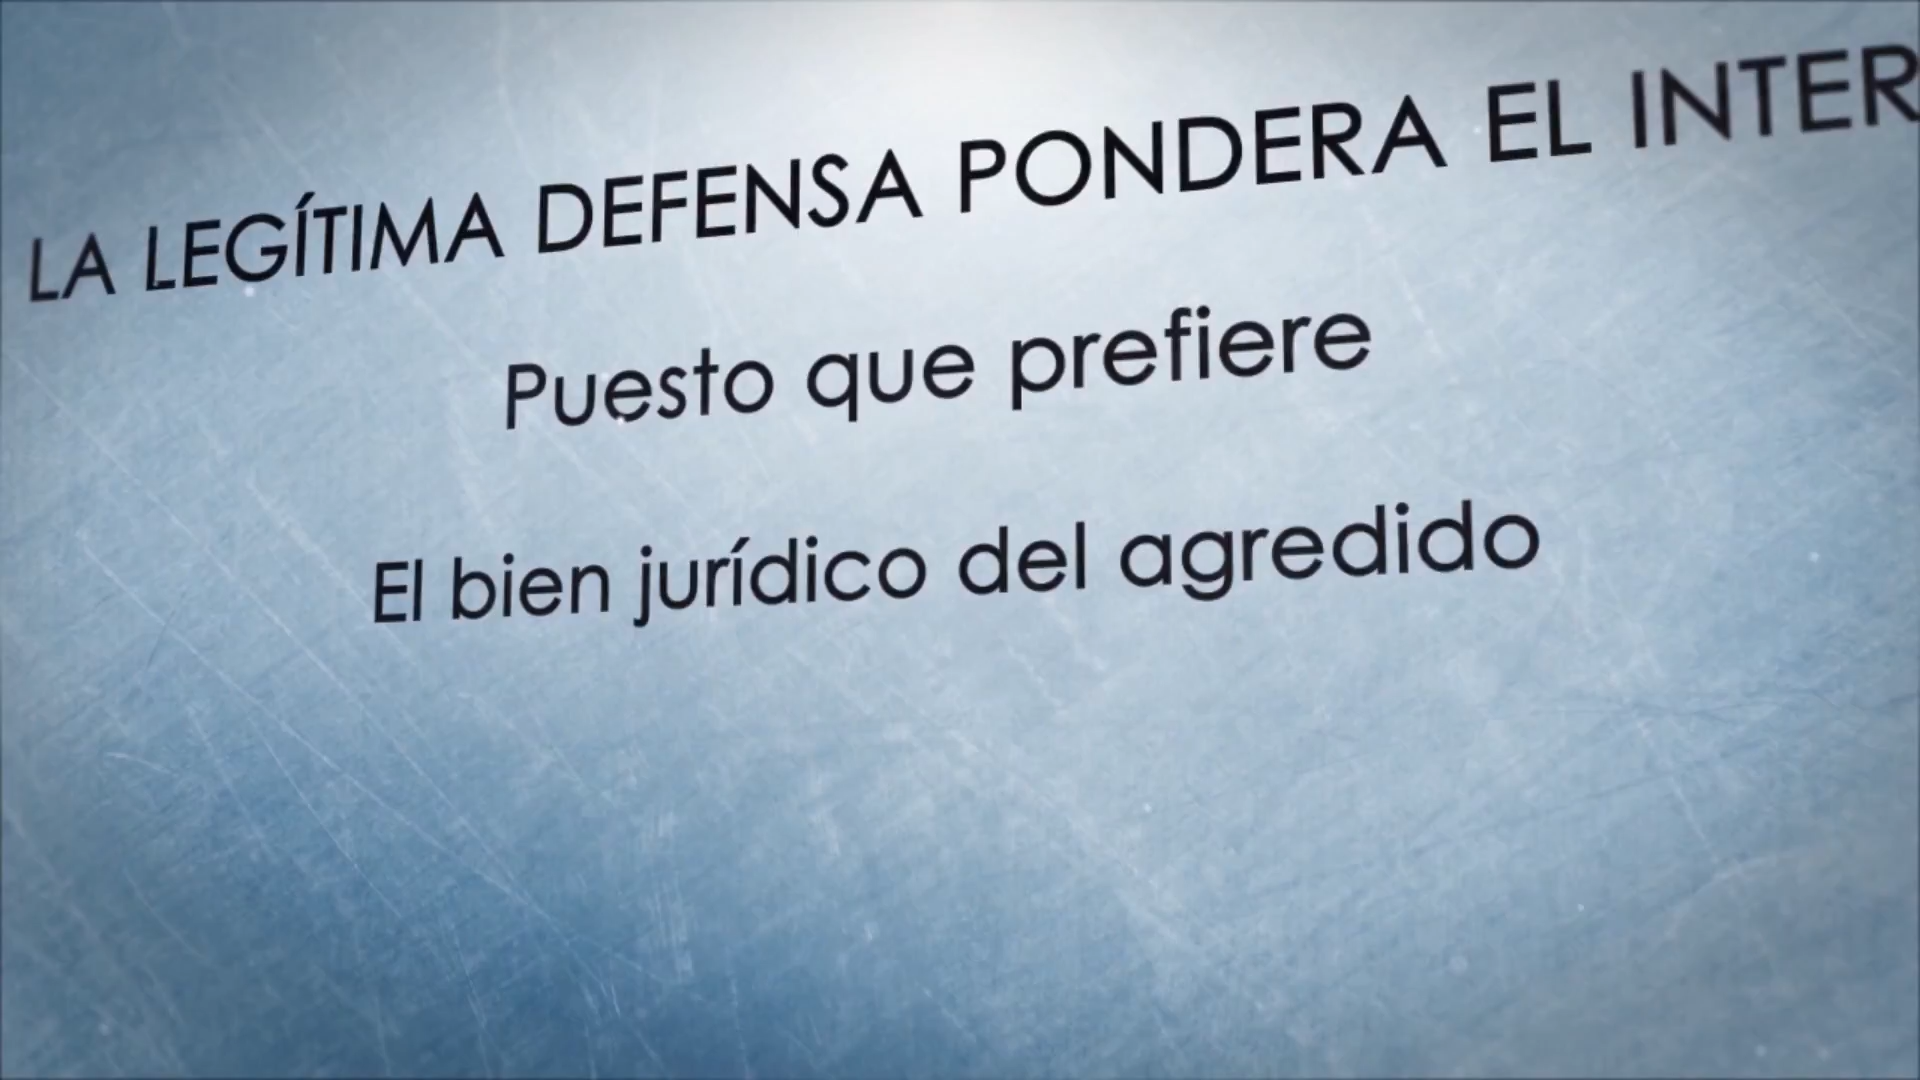 LA LEGÍTIMA DEFENSA PONDERA EL INTER
Puesto que prefiere
El bien jurídico del agredido